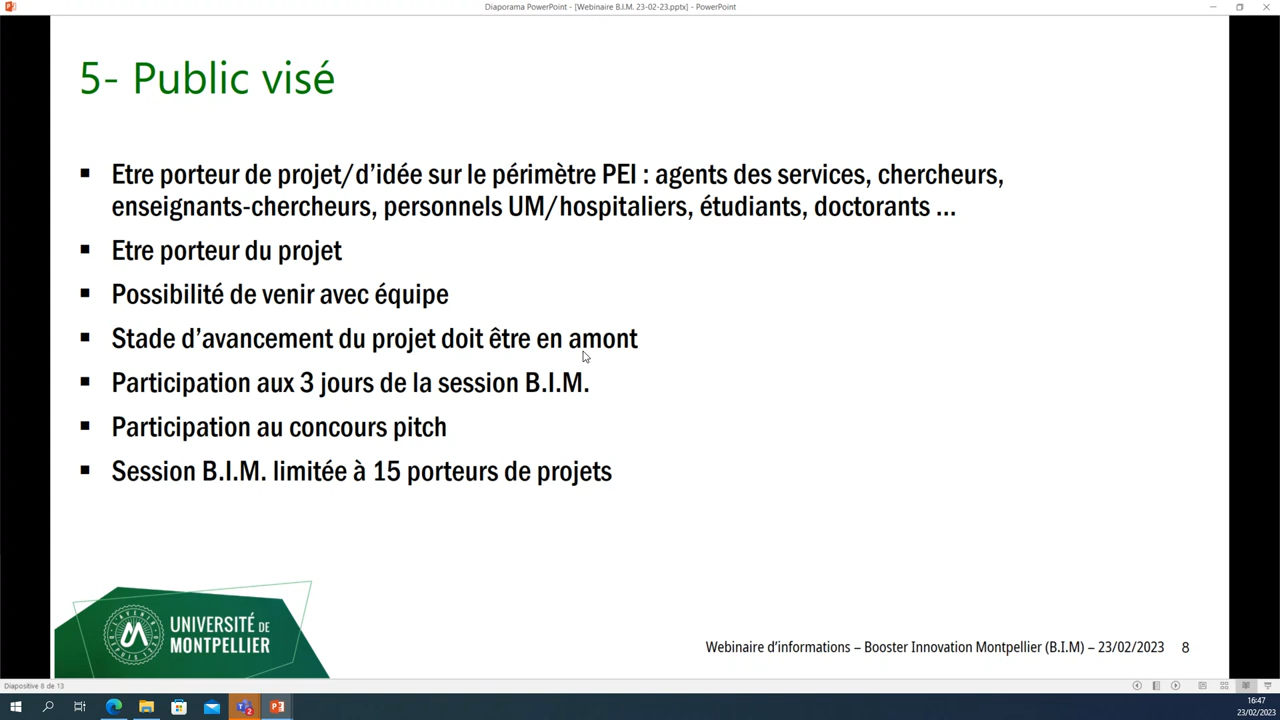 Diaporama PowerPoint - [Webinaire B.I.M. 23-02-23.pptx] - PowerPoint
5- Public visé
▪ Etre porteur de projet/d’idée sur le périmètre PEI : agents des services, chercheurs,
enseignants-chercheurs, personnels UM/hospitaliers, étudiants, doctorants ...
▪ Etre porteur du projet
▪ Possibilité de venir avec équipe
▪ Stade d’avancement du projet doit être en amont
▪ Participation aux 3 jours de la session B.I.M.
▪ Participation au concours pitch
▪ Session B.I.M. limitée à 15 porteurs de projets
UNIVERSITÉ DE
MONTPELLIER
Webinaire d’informations – Booster Innovation Montpellier (B.I.M) – 23/02/2023 8
Diapositive 8 de 13
16:47
23/02/2023